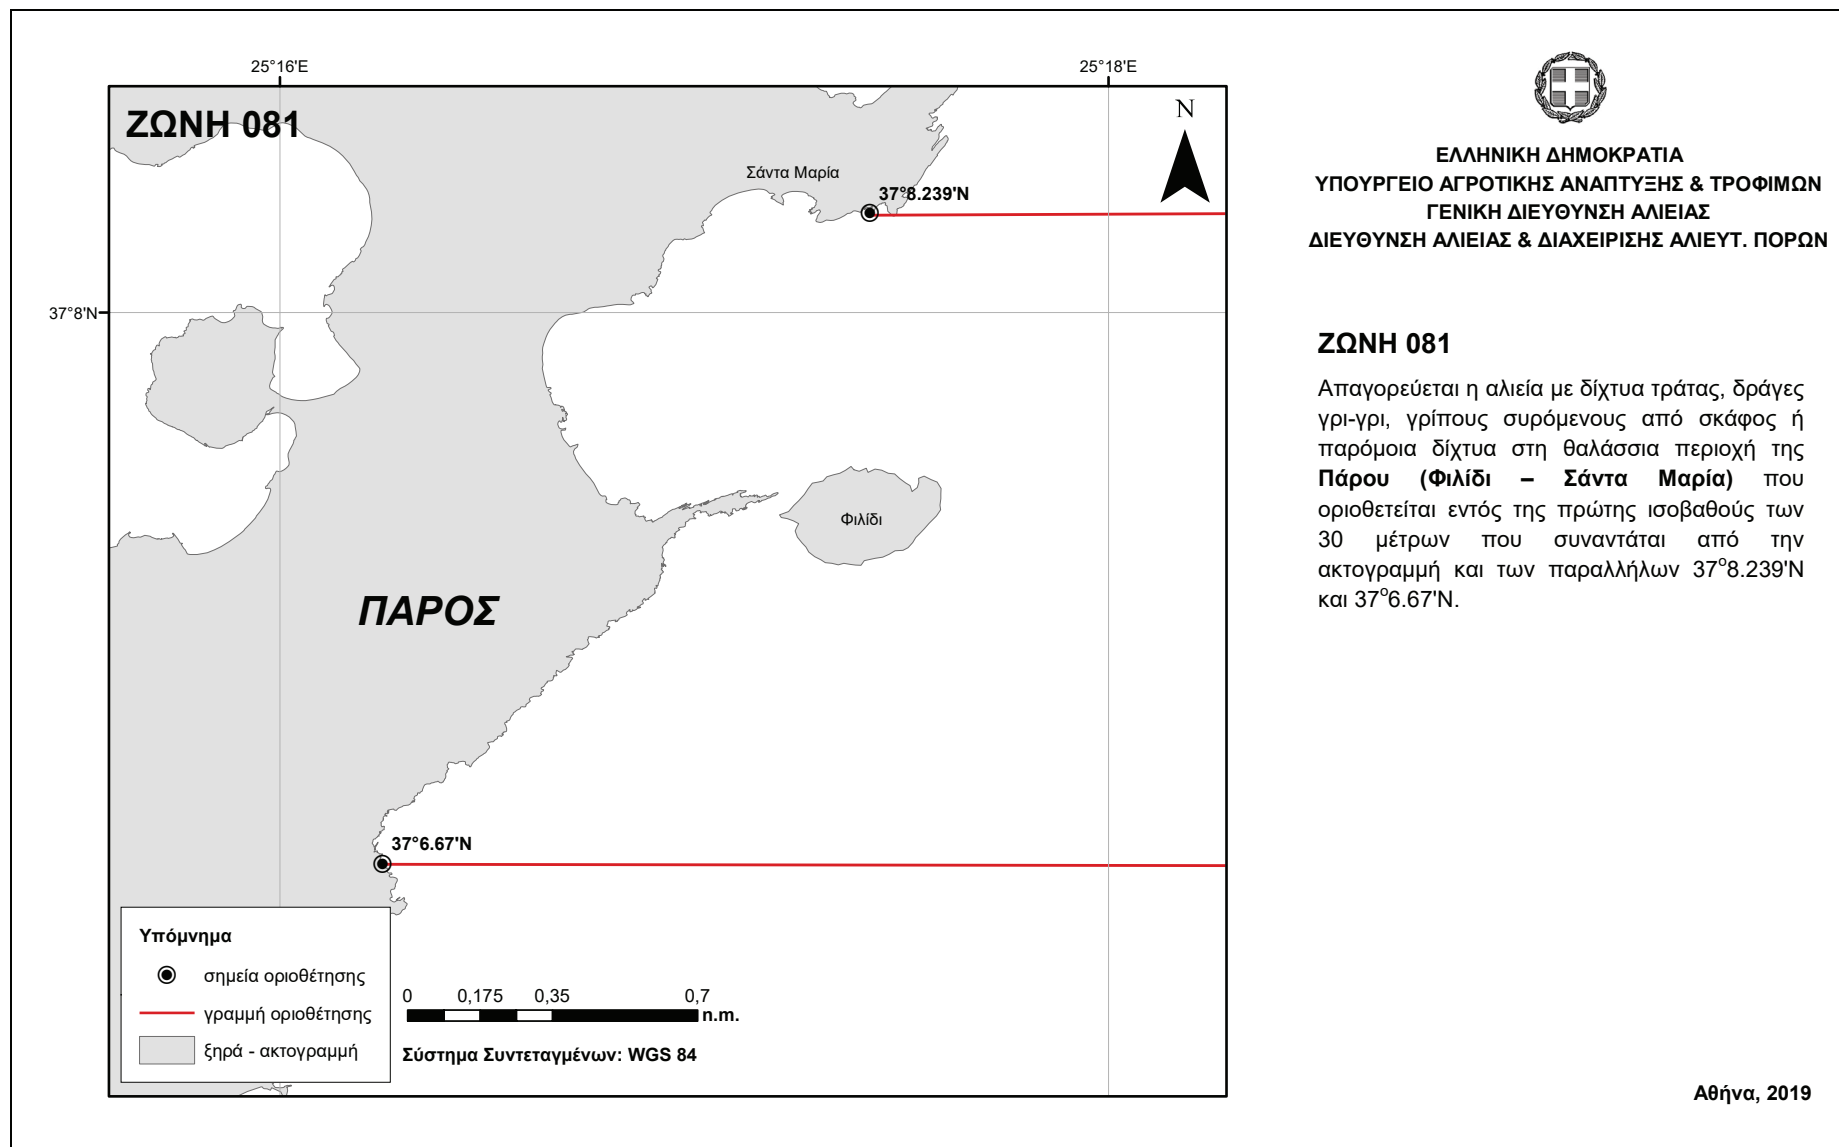 25°16'E
25°18'E
ΖΩΝΗ 081
N
Σάντα Μαρία
37°8.239'N
37°8'N
Φιλίδι
ΠΑΡΟΣ
37°6.67'N
Υπόμνημα
σημεία οριοθέτησης
γραμμή οριοθέτησης
ξηρά - ακτογραμμή
0 0,175 0,35 0,7
n.m.
Σύστημα Συντεταγμένων: WGS 84
ΕΛΛΗΝΙΚΗ ΔΗΜΟΚΡΑΤΙΑ
ΥΠΟΥΡΓΕΙΟ ΑΓΡΟΤΙΚΗΣ ΑΝΑΠΤΥΞΗΣ & ΤΡΟΦΙΜΩΝ
ΓΕΝΙΚΗ ΔΙΕΥΘΥΝΣΗ ΑΛΙΕΙΑΣ
ΔΙΕΥΘΥΝΣΗ ΑΛΙΕΙΑΣ & ΔΙΑΧΕΙΡΙΣΗΣ ΑΛΙΕΥΤ. ΠΟΡΩΝ
ΖΩΝΗ 081
Απαγορεύεται η αλιεία με δίχτυα τράτας, δράγες
γρι-γρι, γρίπους συρόμενους από σκάφος ή
παρόμοια δίχτυα στη θαλάσσια περιοχή της
Πάρου (Φιλίδι – Σάντα Μαρία) που
οριοθετείται εντός της πρώτης ισοβαθούς των
30 μέτρων που συναντάται από την
ακτογραμμή και των παραλλήλων 37°8.239'N
και 37°6.67'N.
Αθήνα, 2019